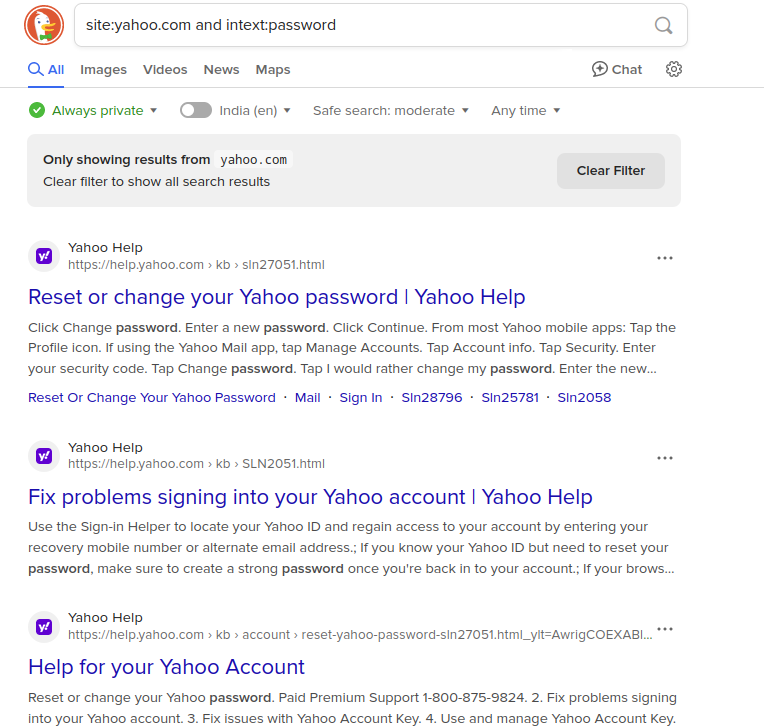 site:yahoo.com and intext:password
All Images Videos News Maps Chat
Always private India (en) Safe search: moderate Any time
Only showing results from yahoo.com
Clear filter to show all search results
Clear Filter
y!
Yahoo Help
https://help.yahoo.com › kb › sln27051.html
Reset or change your Yahoo password | Yahoo Help
Click Change password. Enter a new password. Click Continue. From most Yahoo mobile apps: Tap the
Profile icon. If using the Yahoo Mail app, tap Manage Accounts. Tap Account info. Tap Security. Enter
your security code. Tap Change password. Tap I would rather change my password. Enter the new...
Reset Or Change Your Yahoo Password · Mail · Sign In · Sln28796 · Sln25781 · Sln2058
y!
Yahoo Help
https://help.yahoo.com › kb › SLN2051.html
Fix problems signing into your Yahoo account | Yahoo Help
Use the Sign-in Helper to locate your Yahoo ID and regain access to your account by entering your
recovery mobile number or alternate email address.; If you know your Yahoo ID but need to reset your
password, make sure to create a strong password once you're back in to your account.; If your brows...
y!
Yahoo Help
https://help.yahoo.com › kb › account › reset-yahoo-password-sln27051.html_ylt=AwrigCOEXABl...
Help for your Yahoo Account
Reset or change your Yahoo password. Paid Premium Support 1-800-875-9824. 2. Fix problems signing
into your Yahoo account. 3. Fix issues with Yahoo Account Key. 4. Use and manage Yahoo Account Key.